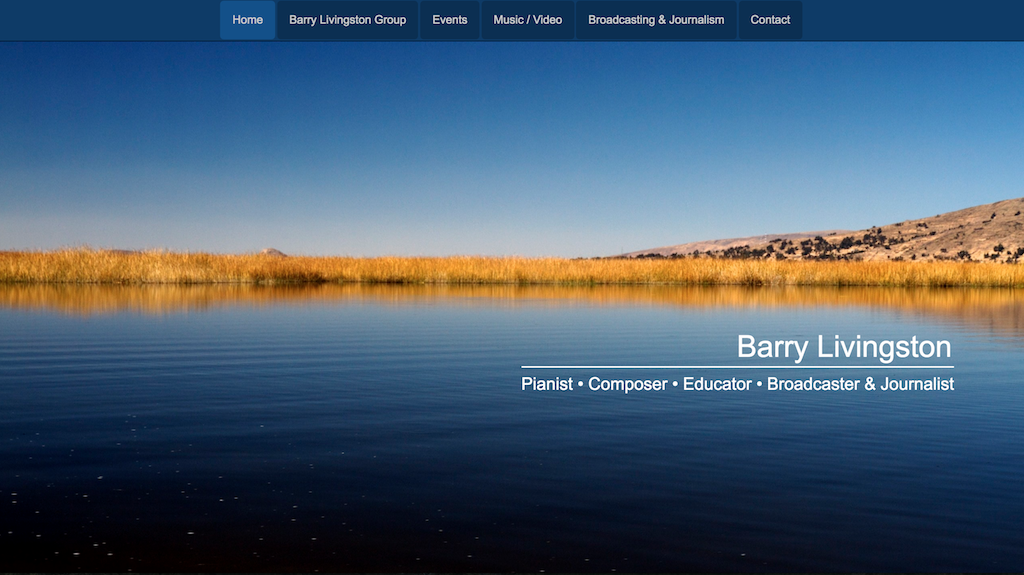 Home Barry Livingston Group Events Music / Video Broadcasting & Journalism Contact
Barry Livingston
Pianist • Composer • Educator • Broadcaster & Journalist